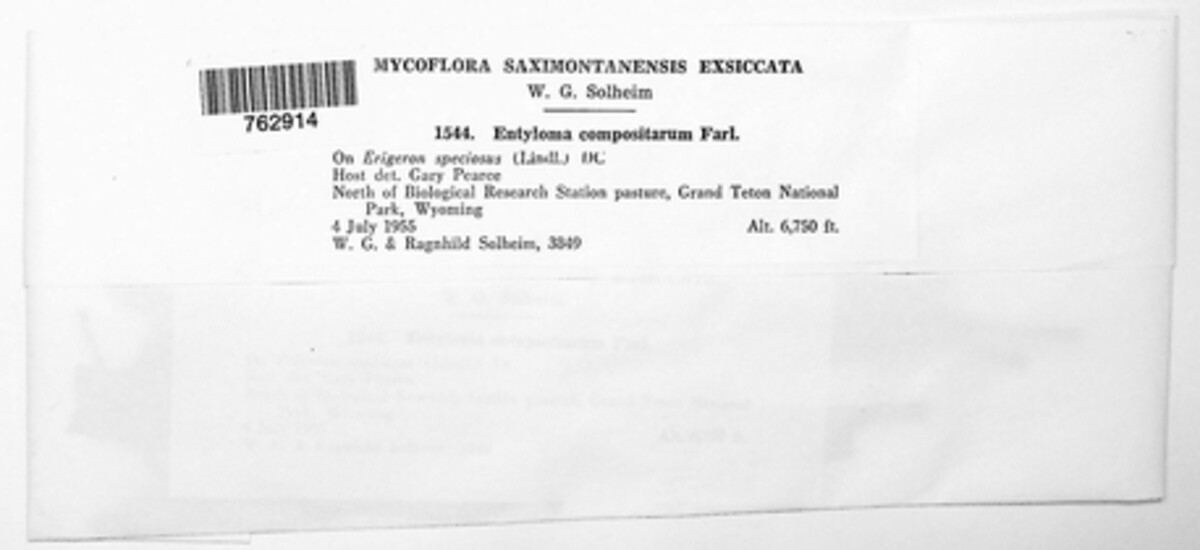 MYCOFLORA SAXIMONTANENSIS EXSICCATA
W. G. Solheim
762914
1544. Entyloma compositarum Farl.
On Erigeron speciosus (Lindl.) DC
Host det. Gary Pearce
North of Biological Research Station pasture, Grand Teton National
Park, Wyoming
4 July 1955 Alt. 6,750 ft.
W. G. & Ragnhild Solheim, 3849